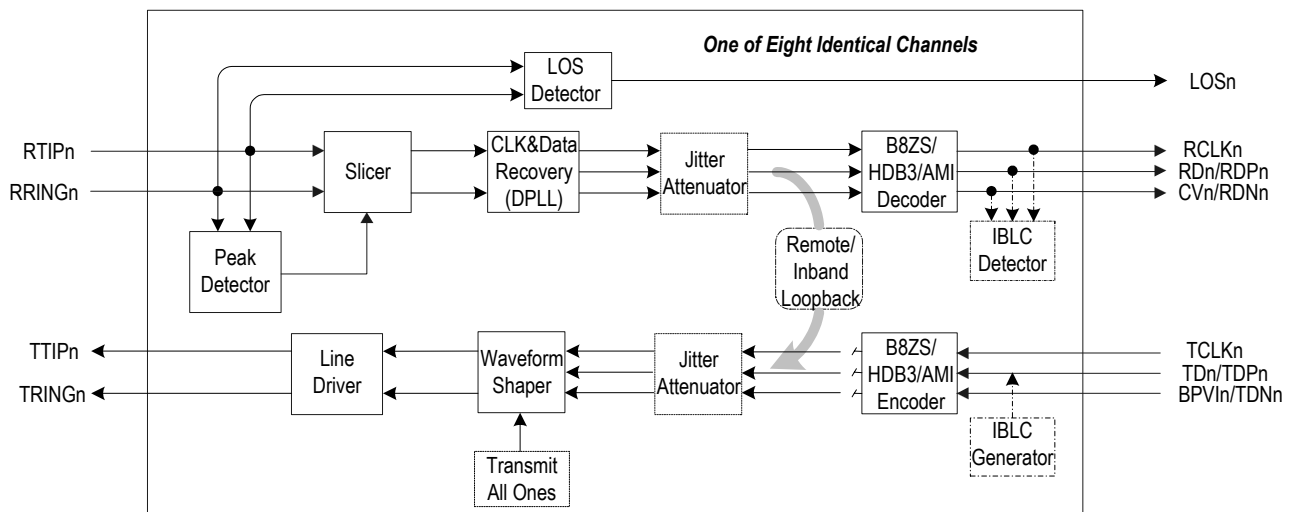 One of Eight Identical Channels
LOS
Detector
LOSn
RTIPn
RRINGn
Slicer
CLK&Data
Recovery
(DPLL)
Jitter
Attenuator
B8ZS/
HDB3/AMI
Decoder
RCLKn
RDn/RDPn
CVn/RDNn
Peak
Detector
Remote/
Inband
Loopback
IBLC
Detector
TTIPn
TRINGn
Line
Driver
Waveform
Shaper
Jitter
Attenuator
B8ZS/
HDB3/AMI
Encoder
TCLKn
TDn/TDPn
BPVIn/TDNn
IBLC
Generator
Transmit
All Ones